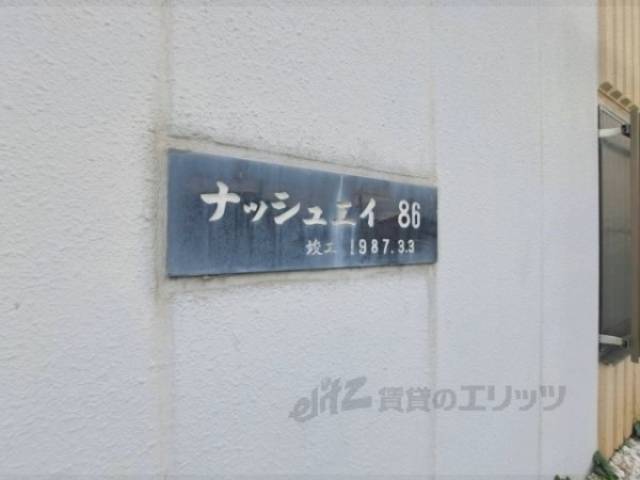 ナッシュエイ 86
竣工 1987.3.3
elitz 賃貸のエリッツ